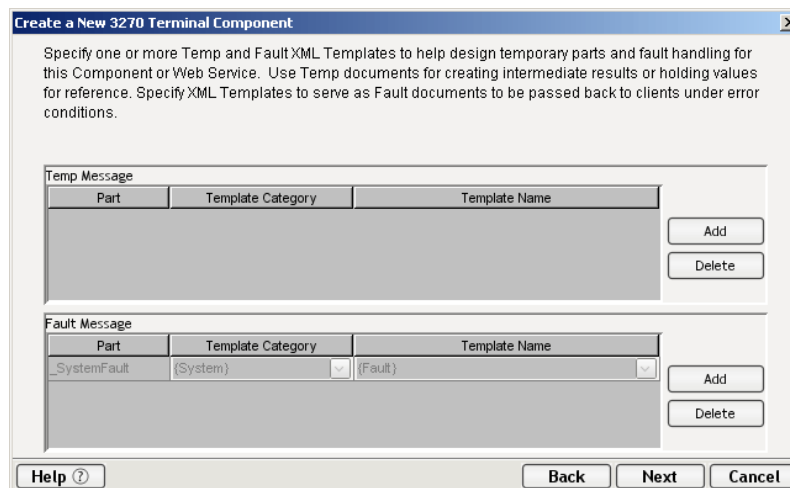 Create a New 3270 Terminal Component
Specify one or more Temp and Fault XML Templates to help design temporary parts and fault handling for
this Component or Web Service. Use Temp documents for creating intermediate results or holding values
for reference. Specify XML Templates to serve as Fault documents to be passed back to clients under error
conditions.
Temp Message
Part Template Category Template Name
Add
Delete
Fault Message
Part Template Category Template Name
_SystemFault {System} {Fault}
Add
Delete
Help ? Back Next Cancel